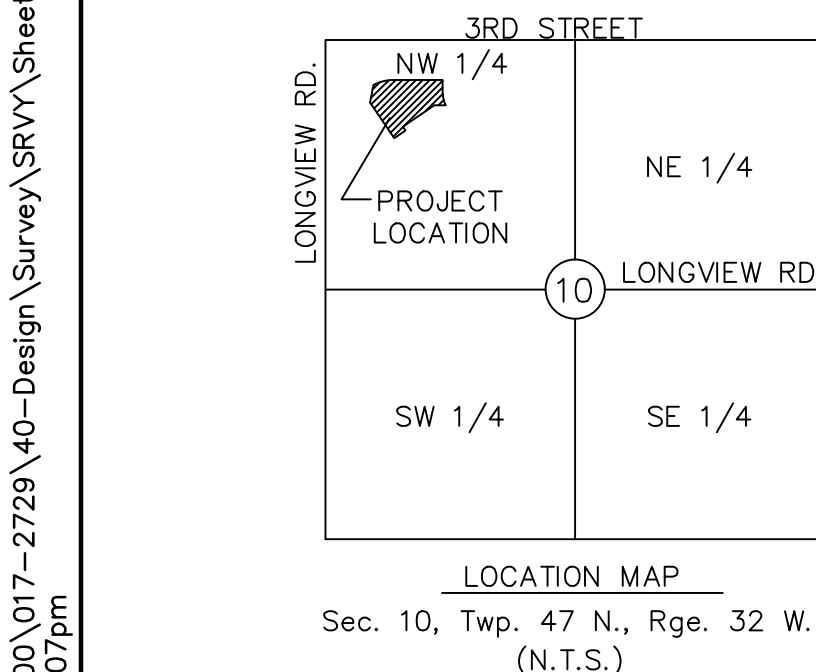 00\017-2729\40-Design\Survey\SRVY\Sheet
07pm
3RD STREET
NW 1/4
LONGVIEW RD.
NE 1/4
PROJECT
LOCATION
LONGVIEW RD
10
SW 1/4
SE 1/4
LOCATION MAP
Sec. 10, Twp. 47 N., Rge. 32 W.
(N.T.S.)